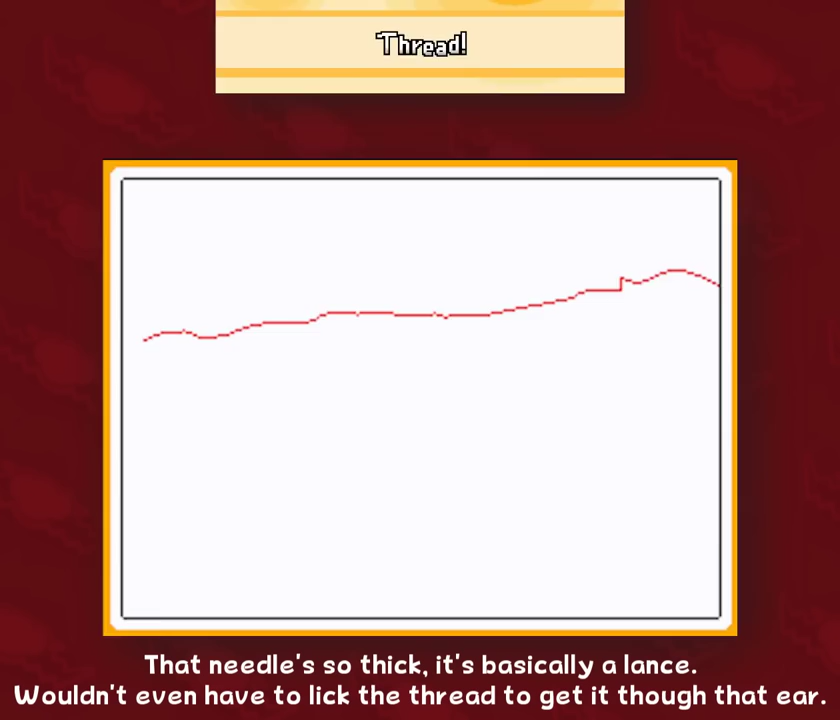 Thread!
That needle's so thick, it's basically a lance.
Wouldn't even have to lick the thread to get it though that ear.